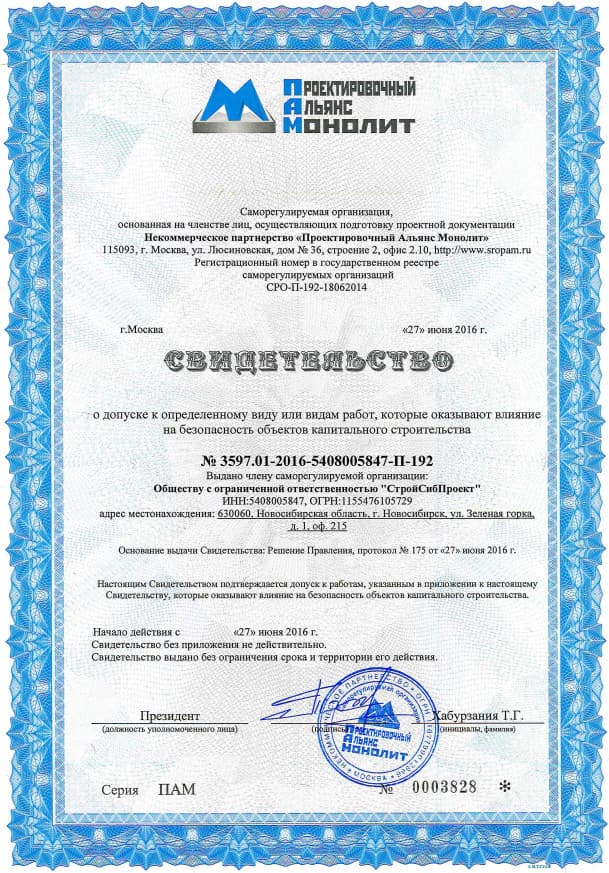 ПРОЕКТИРОВОЧНЫЙ
АЛЬЯНС
МОНОЛИТ
Саморегулируемая организация,
основанная на членстве лиц, осуществляющих подготовку проектной документации
Некоммерческое партнерство «Проектировочный Альянс Монолит»
115093, г. Москва, ул. Люсиновская, дом № 36, строение 2, офис 2.10, http://www.sropam.ru
Регистрационный номер в государственном реестре
саморегулируемых организаций
СРО-П-192-18062014
г.Москва «27» июня 2016 г.
СВИДЕТЕЛЬСТВО
о допуске к определенному виду или видам работ, которые оказывают влияние
на безопасность объектов капитального строительства
№ 3597.01-2016-5408005847-П-192
Выдано члену саморегулируемой организации:
Обществу с ограниченной ответственностью "СтройСибПроект"
ИНН:5408005847, ОГРН:1155476105729
адрес местонахождения: 630060, Новосибирская область, г. Новосибирск, ул. Зеленая горка,
д. 1, оф. 215
Основание выдачи Свидетельства: Решение Правления, протокол № 175 от «27» июня 2016 г.
Настоящим Свидетельством подтверждается допуск к работам, указанным в приложении к настоящему
Свидетельству, которые оказывают влияние на безопасность объектов капитального строительства.
Начало действия с «27» июня 2016 г.
Свидетельство без приложения не действительно.
Свидетельство выдано без ограничения срока и территории его действия.
Президент Хабурзания Т.Г.
(должность уполномоченного лица) (подпись) (инициалы, фамилия)
НЕКОММЕРЧЕСКОЕ ПАРТНЕРСТВО • ОГРН
саморегулируемая организация
ПРОЕКТИРОВОЧНЫЙ
АЛЬЯНС
МОНОЛИТ
МОСКВА
Серия ПАМ № 0003828 *